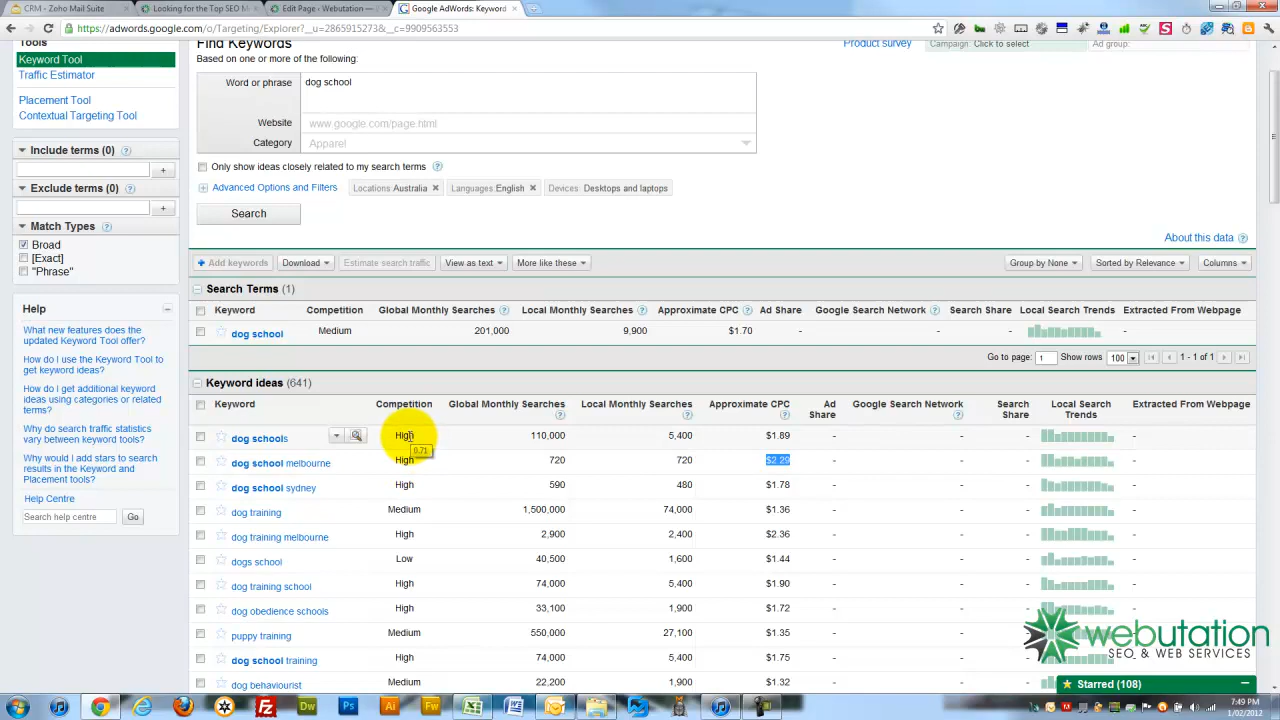 CRM - Zoho Mail Suite
Looking for the Top SEO M
Edit Page ‹ Webutation —
Google AdWords: Keyword
https://adwords.google.com/o/Targeting/Explorer?__u=2865915273&__c=9909563553
Tools
Keyword Tool
Traffic Estimator
Placement Tool
Contextual Targeting Tool
Include terms (0)
Exclude terms (0)
Match Types
Broad
[Exact]
"Phrase"
Help
What new features does the
updated Keyword Tool offer?
How do I use the Keyword Tool to
get keyword ideas?
How do I get additional keyword
ideas using categories or related
terms?
Why do search traffic statistics
vary between keyword tools?
Why would I add stars to search
results in the Keyword and
Placement tools?
Help Centre
Search help centre Go
Find Keywords
Based on one or more of the following:
Product survey
Campaign: Click to select
Ad group:
Word or phrase dog school
Website www.google.com/page.html
Category Apparel
Only show ideas closely related to my search terms
Advanced Options and Filters Locations: Australia Languages: English Devices: Desktops and laptops
Search
About this data
Add keywords Download Estimate search traffic View as text More like these Group by None Sorted by Relevance Columns
Search Terms (1)
Keyword Competition Global Monthly Searches Local Monthly Searches Approximate CPC Ad Share Google Search Network Search Share Local Search Trends Extracted From Webpage
dog school Medium 201,000 9,900 $1.70 - - - -
Go to page: 1 Show rows 100 1 - 1 of 1
Keyword ideas (641)
Keyword Competition Global Monthly Searches Local Monthly Searches Approximate CPC Ad Share Google Search Network Search Share Local Search Trends Extracted From Webpage
dog schools High 110,000 5,400 $1.89 - - - -
0.71
dog school melbourne High 720 720 $2.29 - - - -
dog school sydney High 590 480 $1.78 - - - -
dog training Medium 1,500,000 74,000 $1.36 - - - -
dog training melbourne High 2,900 2,400 $2.36 - - - -
dogs school Low 40,500 1,600 $1.44 - - - -
dog training school High 74,000 5,400 $1.90 - - - -
dog obedience schools High 33,100 1,900 $1.72 - - - -
puppy training Medium 550,000 27,100 $1.35 - -
dog school training High 74,000 5,400 $1.75 - -
dog behaviourist Medium 22,200 1,900 $1.32 - -
webutation
SEO & WEB SERVICES
Starred (108)
Dw
Ps
Ai
Fw
7:49 PM
1/02/2012